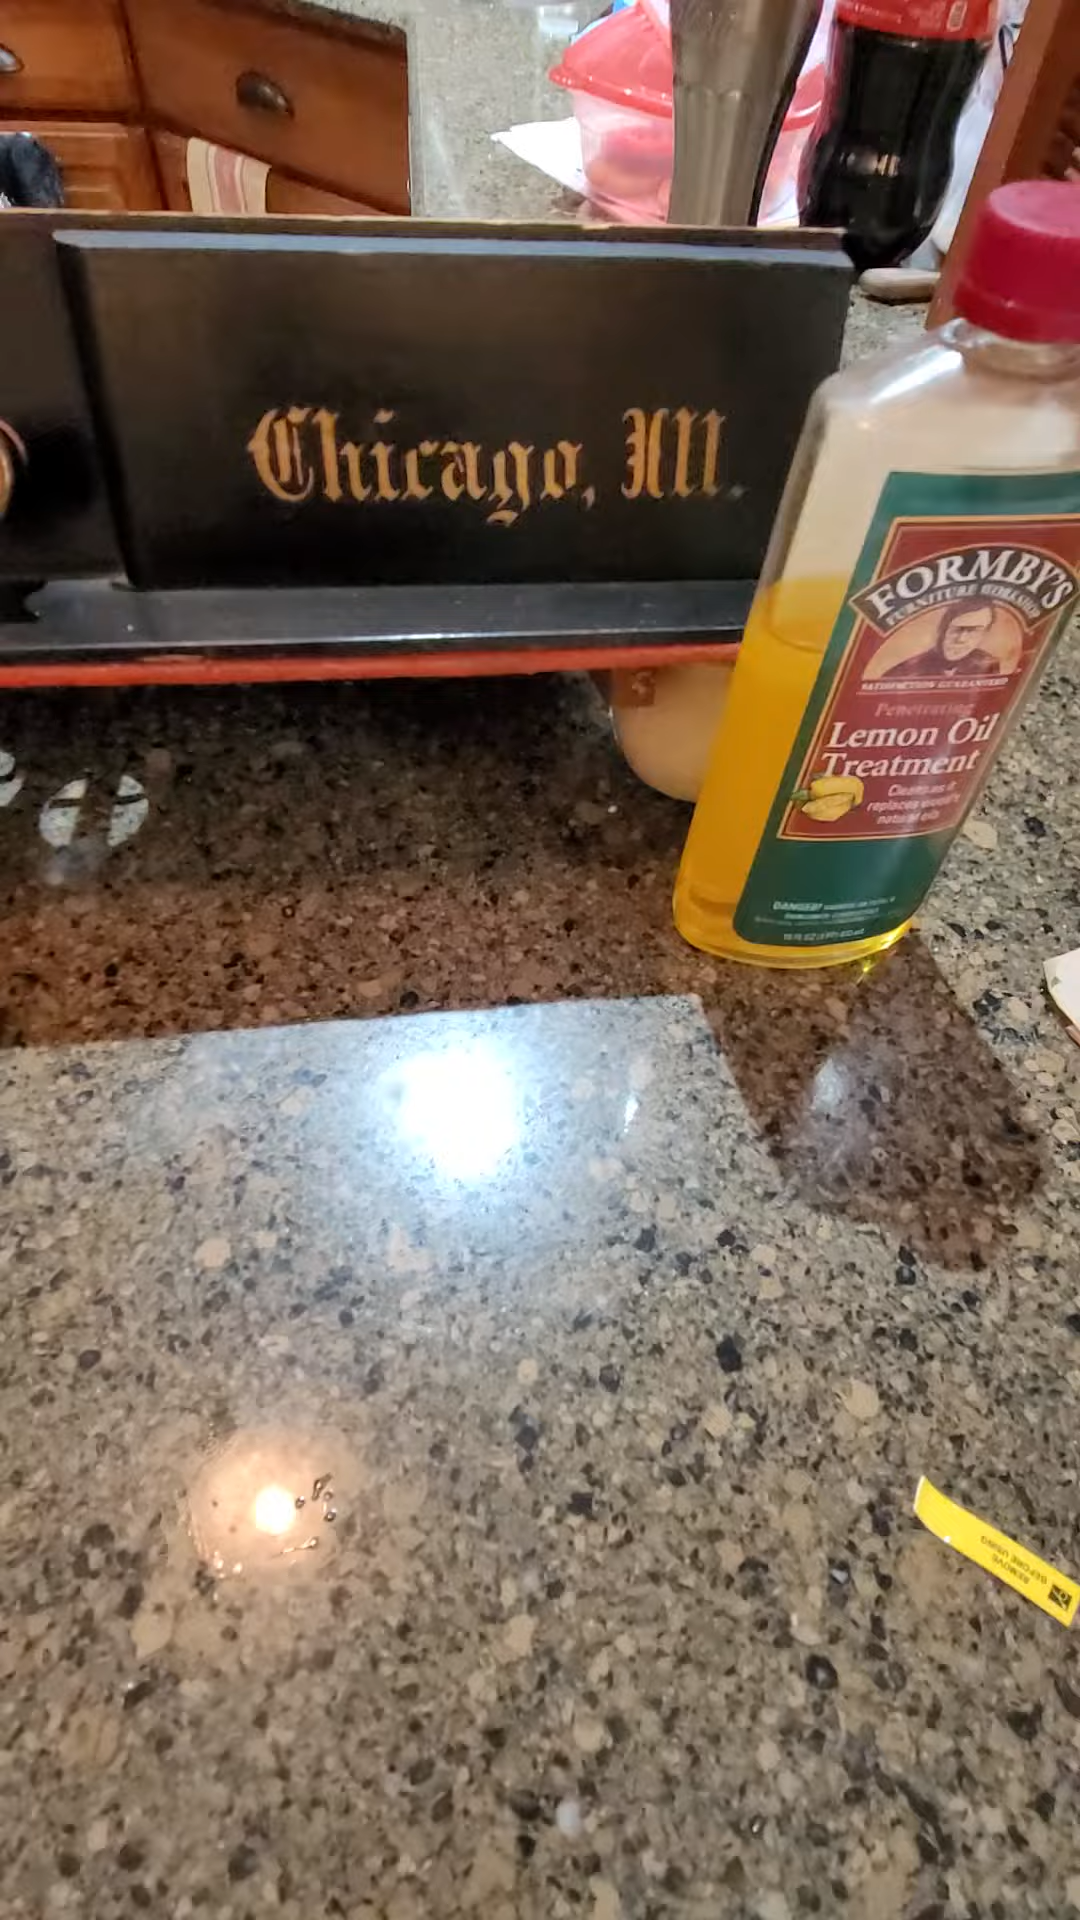 Chicago, Ill.
FORMBY'S
FURNITURE WORKSHOP
SATISFACTION GUARANTEED
Penetrating
Lemon Oil
Treatment
Cleans as it
replaces wood's
natural oils
DANGER!
REMOVE
BEFORE USING